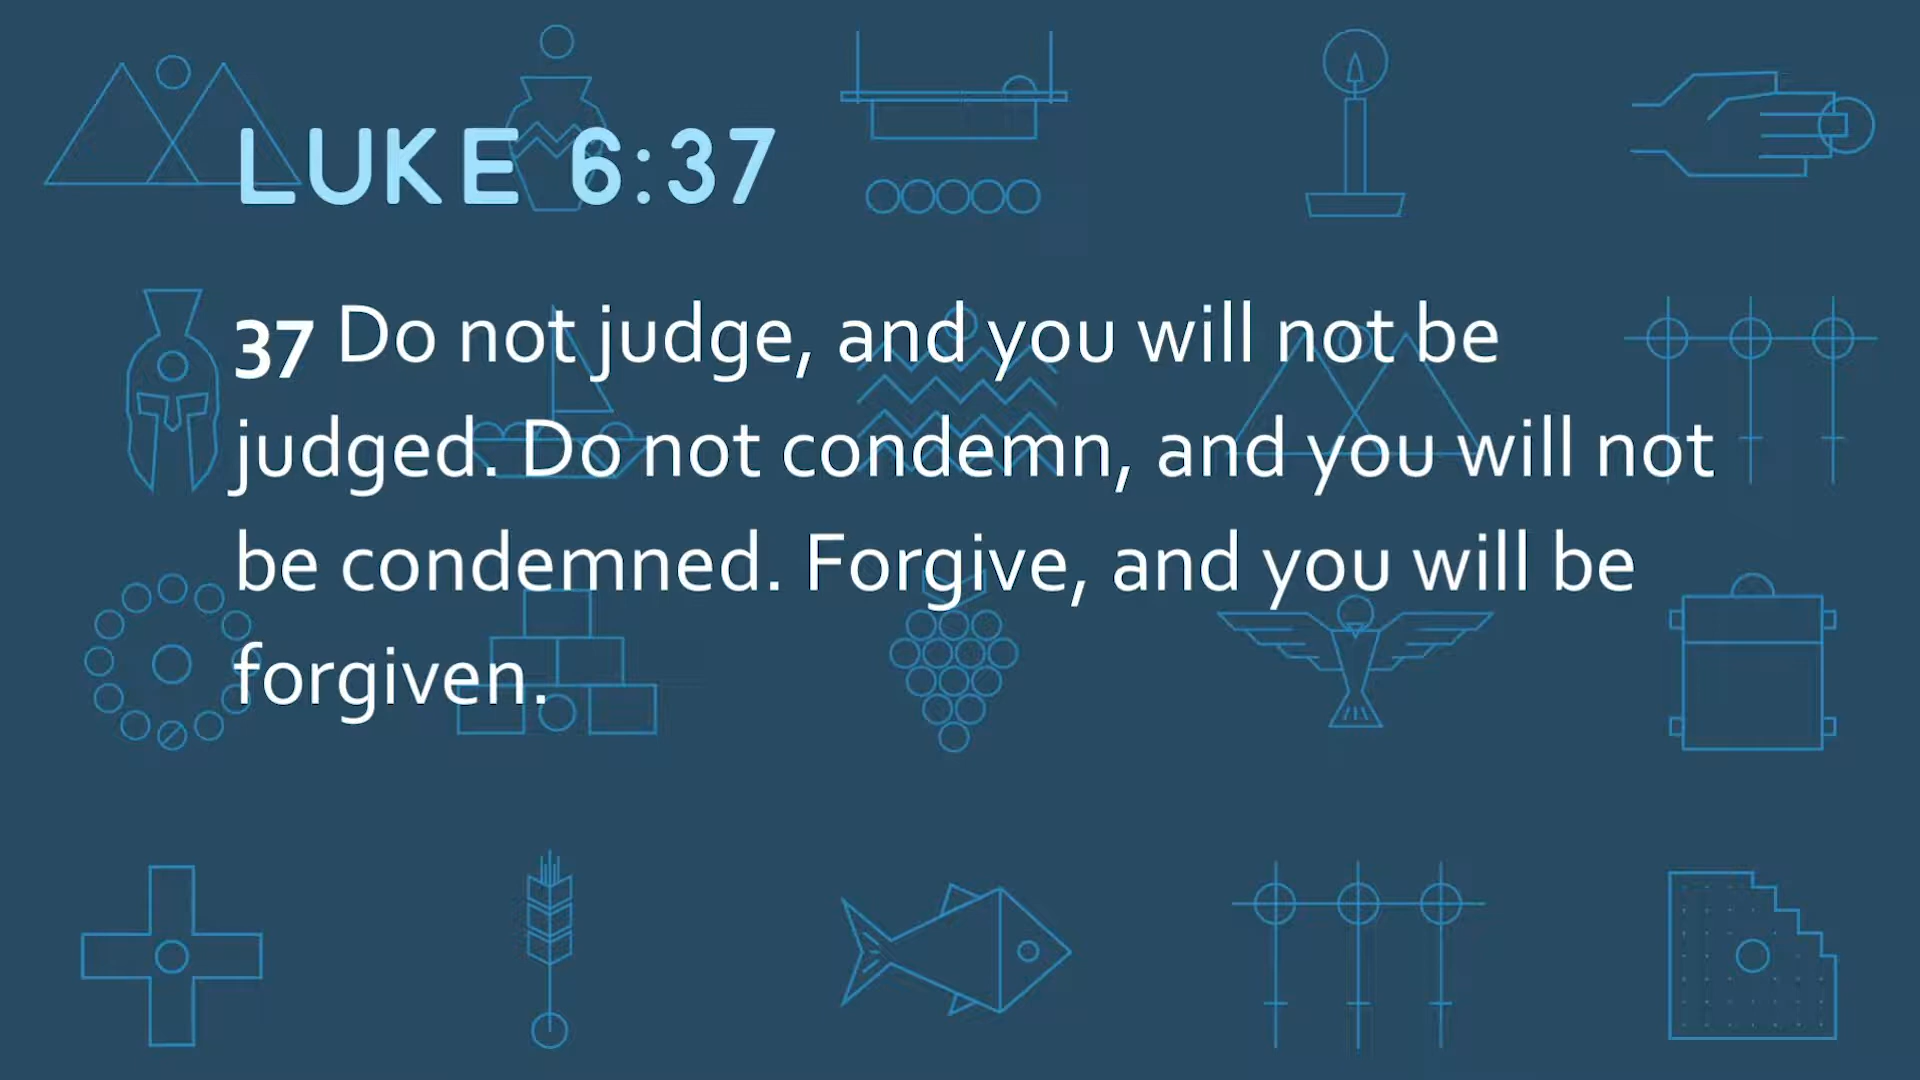 LUKE 6:37
37 Do not judge, and you will not be
judged. Do not condemn, and you will not
be condemned. Forgive, and you will be
forgiven.